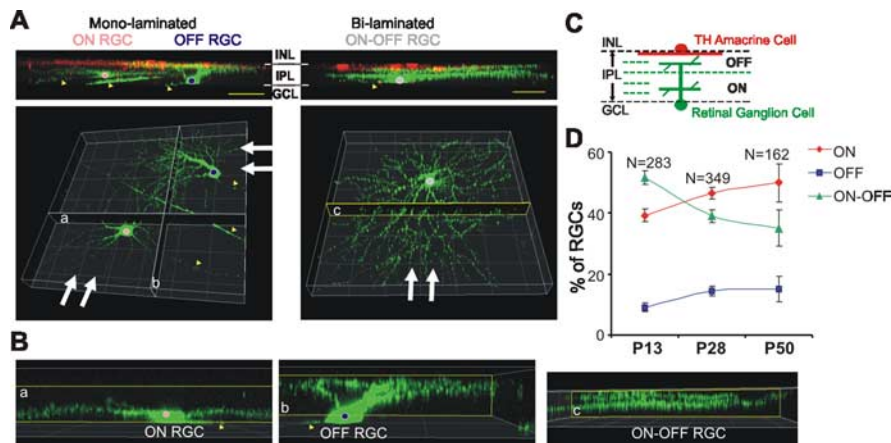 A
Mono-laminated
ON RGC
OFF RGC
Bi-laminated
ON-OFF RGC
INL
IPL
GCL
a
b
c
B
a
ON RGC
b
OFF RGC
c
ON-OFF RGC
C
INL
IPL
GCL
TH Amacrine Cell
OFF
ON
Retinal Ganglion Cell
D
% of RGCs
60
40
20
0
N=283
N=349
N=162
P13
P28
P50
ON
OFF
ON-OFF